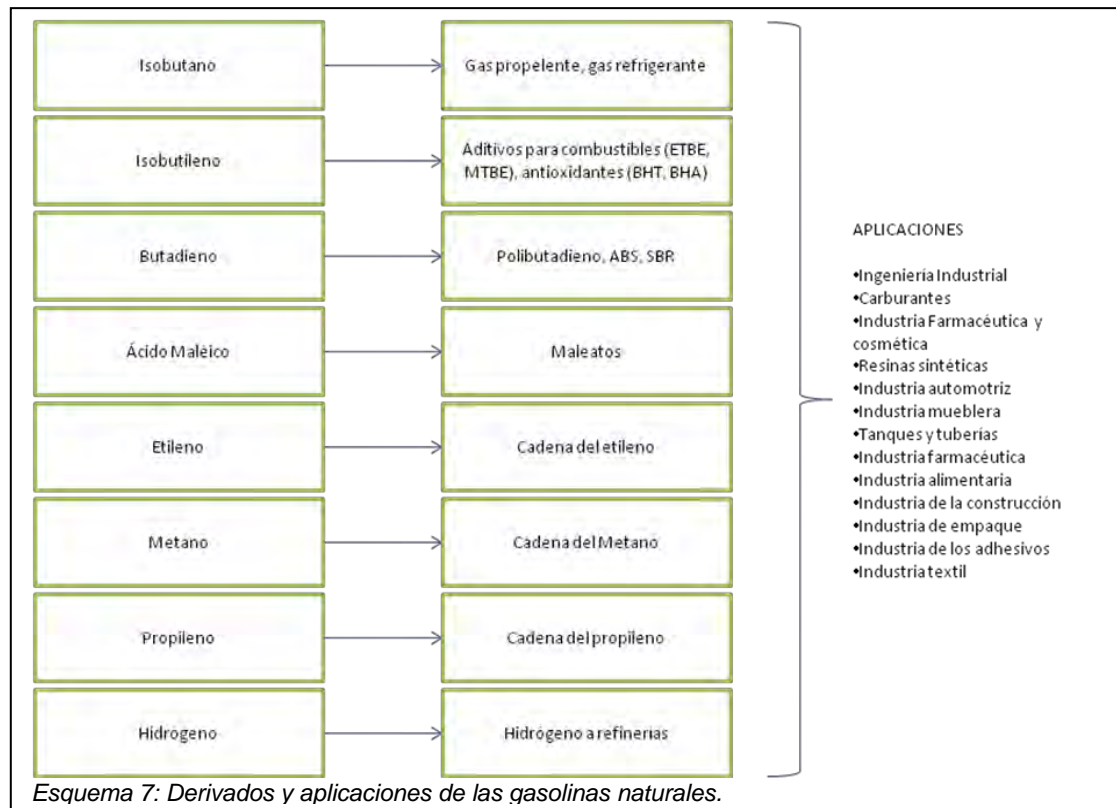 Isobutano
Gas propelente, gas refrigerante
Isobutileno
Aditivos para combustibles (ETBE,
MTBE), antioxidantes (BHT, BHA)
Butadieno
Polibutadieno, ABS, SBR
Ácido Maléico
Maleatos
Etileno
Cadena del etileno
Metano
Cadena del Metano
Propileno
Cadena del propileno
Hidrógeno
Hidrógeno a refinerías
APLICACIONES
•Ingeniería Industrial
•Carburantes
•Industria Farmacéutica y
cosmética
•Resinas sintéticas
•Industria automotriz
•Industria mueblera
•Tanques y tuberías
•Industria farmacéutica
•Industria alimentaria
•Industria de la construcción
•Industria de empaque
•Industria de los adhesivos
•Industria textil
Esquema 7: Derivados y aplicaciones de las gasolinas naturales.